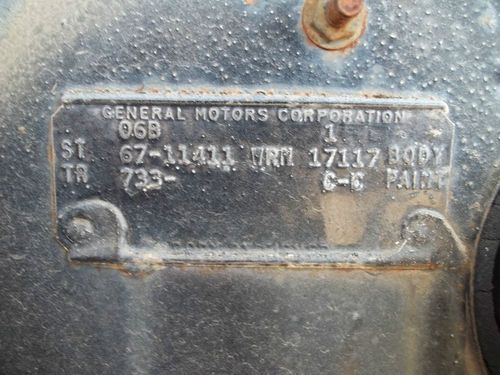 GENERAL MOTORS CORPORATION
06B 1
ST 67-11411 WRM 17117 BODY
TR 733- C-C PAINT